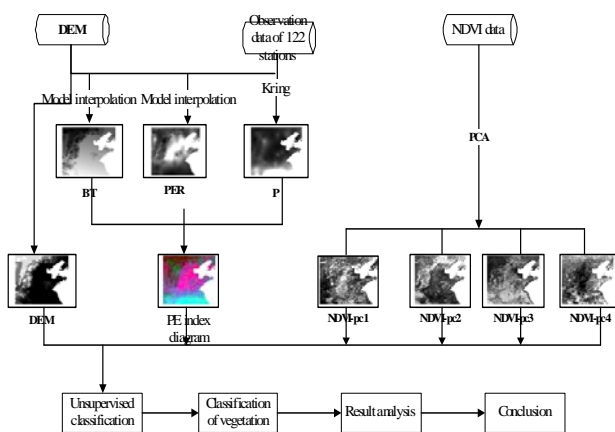 DEM
Observation
data of 122
stations
NDVI data
Model interpolation
Model interpolation
Kring
PCA
BT
PER
P
DEM
PE index
diagram
NDVI-pc1
NDVI-pc2
NDVI-pc3
NDVI-pc4
Unsupervised
classification
Classification
of vegetation
Result analysis
Conclusion